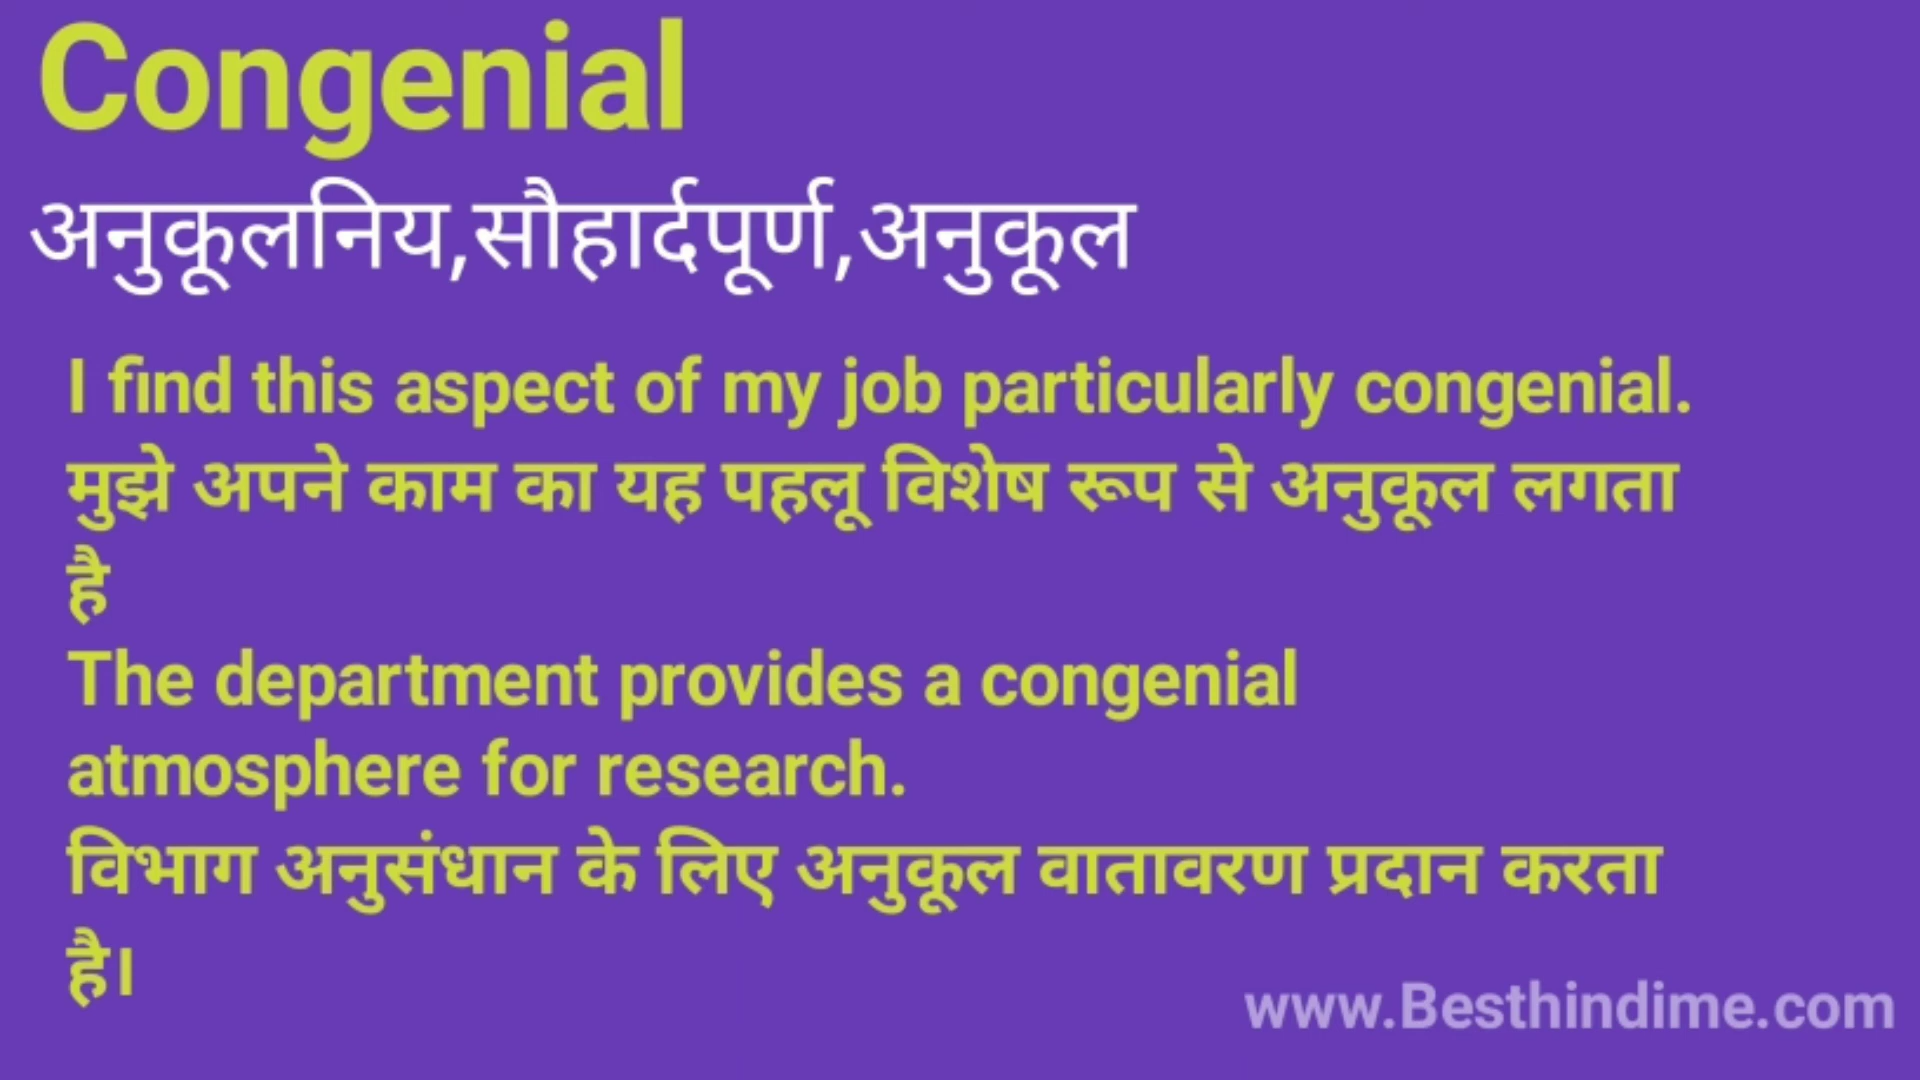 Congenial
अनुकूलनिय,सौहार्दपूर्ण,अनुकूल
I find this aspect of my job particularly congenial.
मुझे अपने काम का यह पहलू विशेष रूप से अनुकूल लगता
है
The department provides a congenial
atmosphere for research.
विभाग अनुसंधान के लिए अनुकूल वातावरण प्रदान करता
है।
www.Besthindime.com